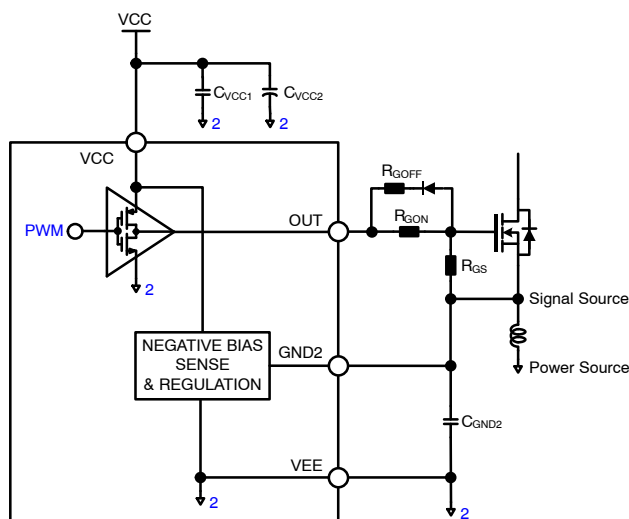 VCC
CVCC1
CVCC2
2
2
VCC
RGOFF
PWM
OUT
RGON
2
RGS
Signal Source
NEGATIVE BIAS
SENSE
& REGULATION
GND2
Power Source
CGND2
VEE
2
2